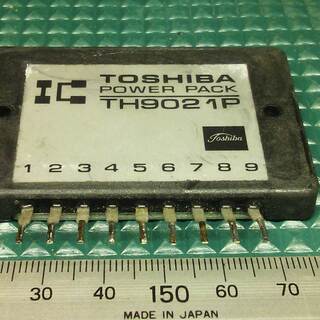 IC TOSHIBA
POWER PACK
TH9021P
Toshiba
1 2 3 4 5 6 7 8 9
30 40 150 60 70
MADE IN JAPAN